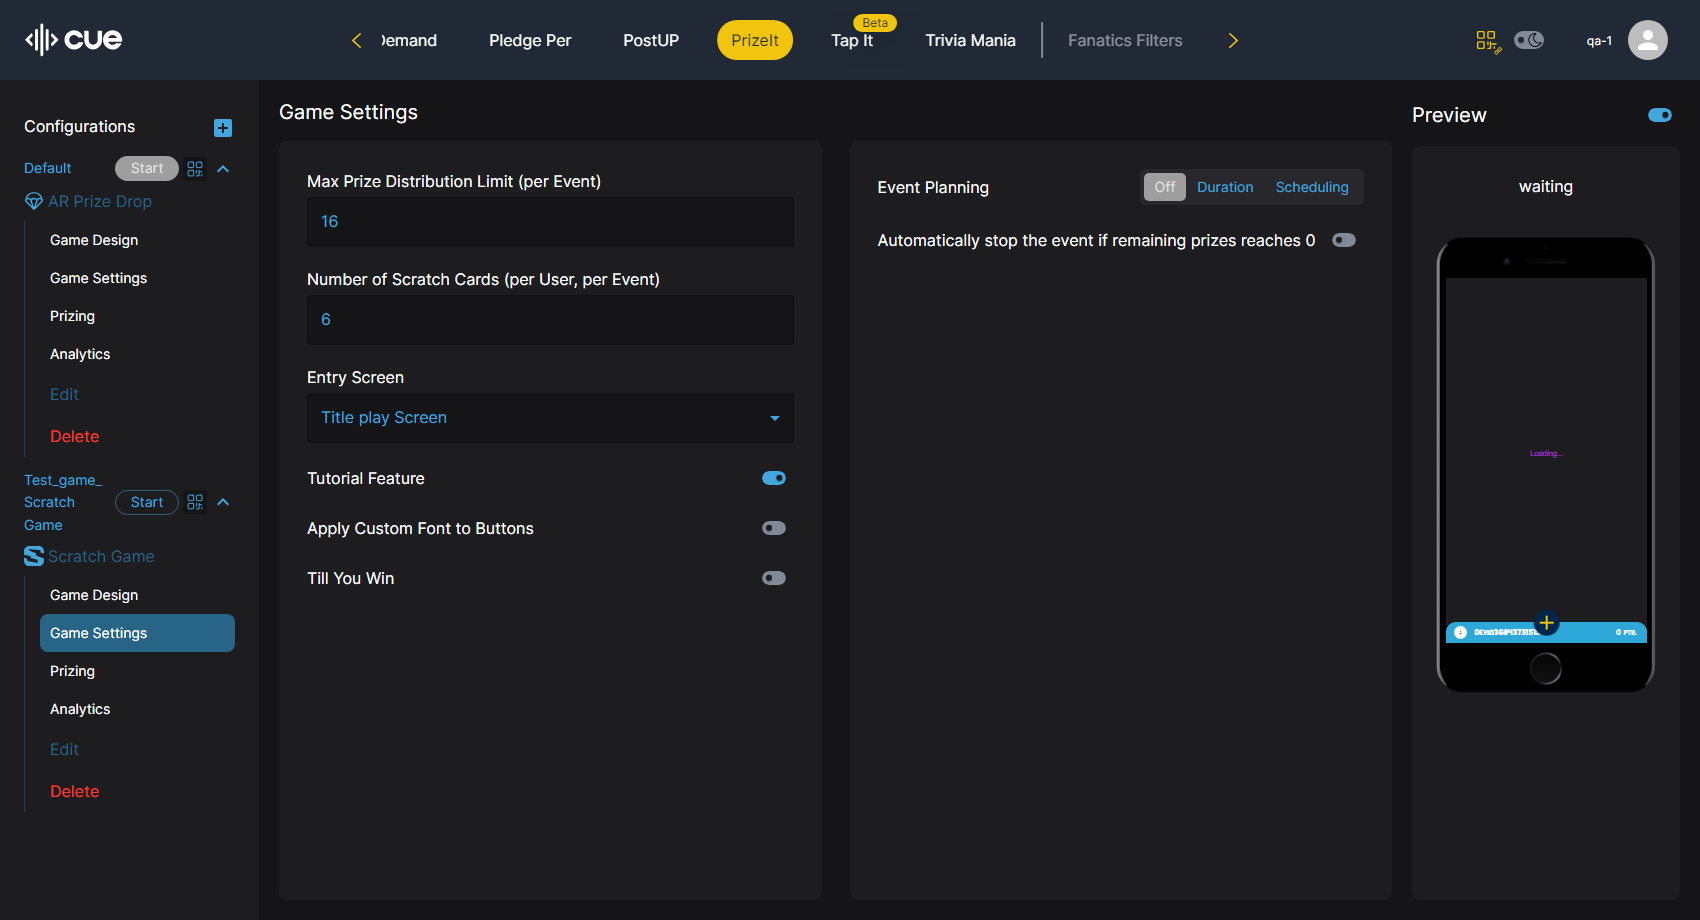 cue
Demand
Pledge Per
PostUP
PrizeIt
Beta
Tap It
Trivia Mania
Fanatics Filters
qa-1
Configurations
Default
Start
AR Prize Drop
Game Design
Game Settings
Prizing
Analytics
Edit
Delete
Test_game_
Scratch
Game
Start
Scratch Game
Game Design
Game Settings
Prizing
Analytics
Edit
Delete
Game Settings
Max Prize Distribution Limit (per Event)
16
Number of Scratch Cards (per User, per Event)
6
Entry Screen
Title play Screen
Tutorial Feature
Apply Custom Font to Buttons
Till You Win
Event Planning
Off
Duration
Scheduling
Automatically stop the event if remaining prizes reaches 0
Preview
waiting
Loading...
0 PTS.